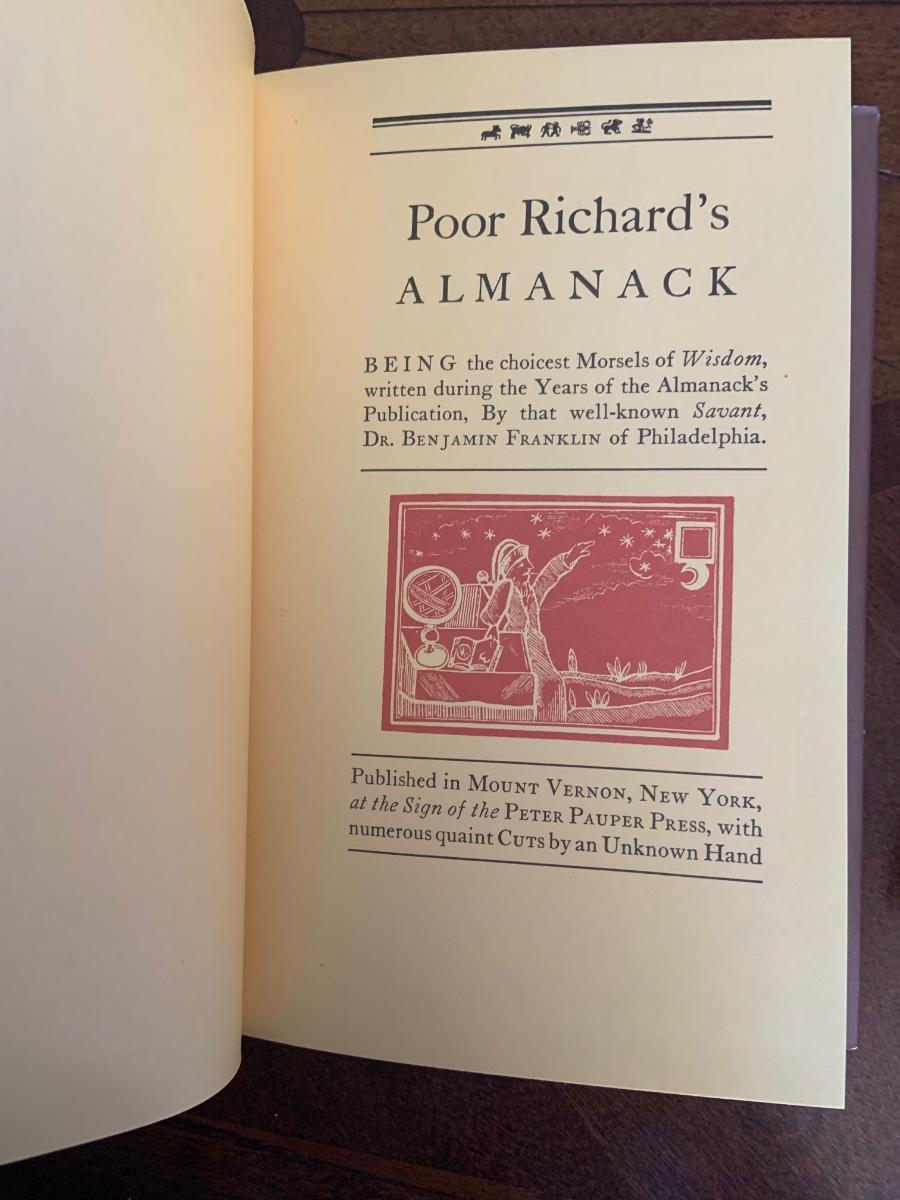 Poor Richard's
ALMANACK
BEING the choicest Morsels of Wisdom,
written during the Years of the Almanack's
Publication, By that well-known Savant,
DR. BENJAMIN FRANKLIN of Philadelphia.
Published in MOUNT VERNON, NEW YORK,
at the Sign of the PETER PAUPER PRESS, with
numerous quaint CUTS by an Unknown Hand